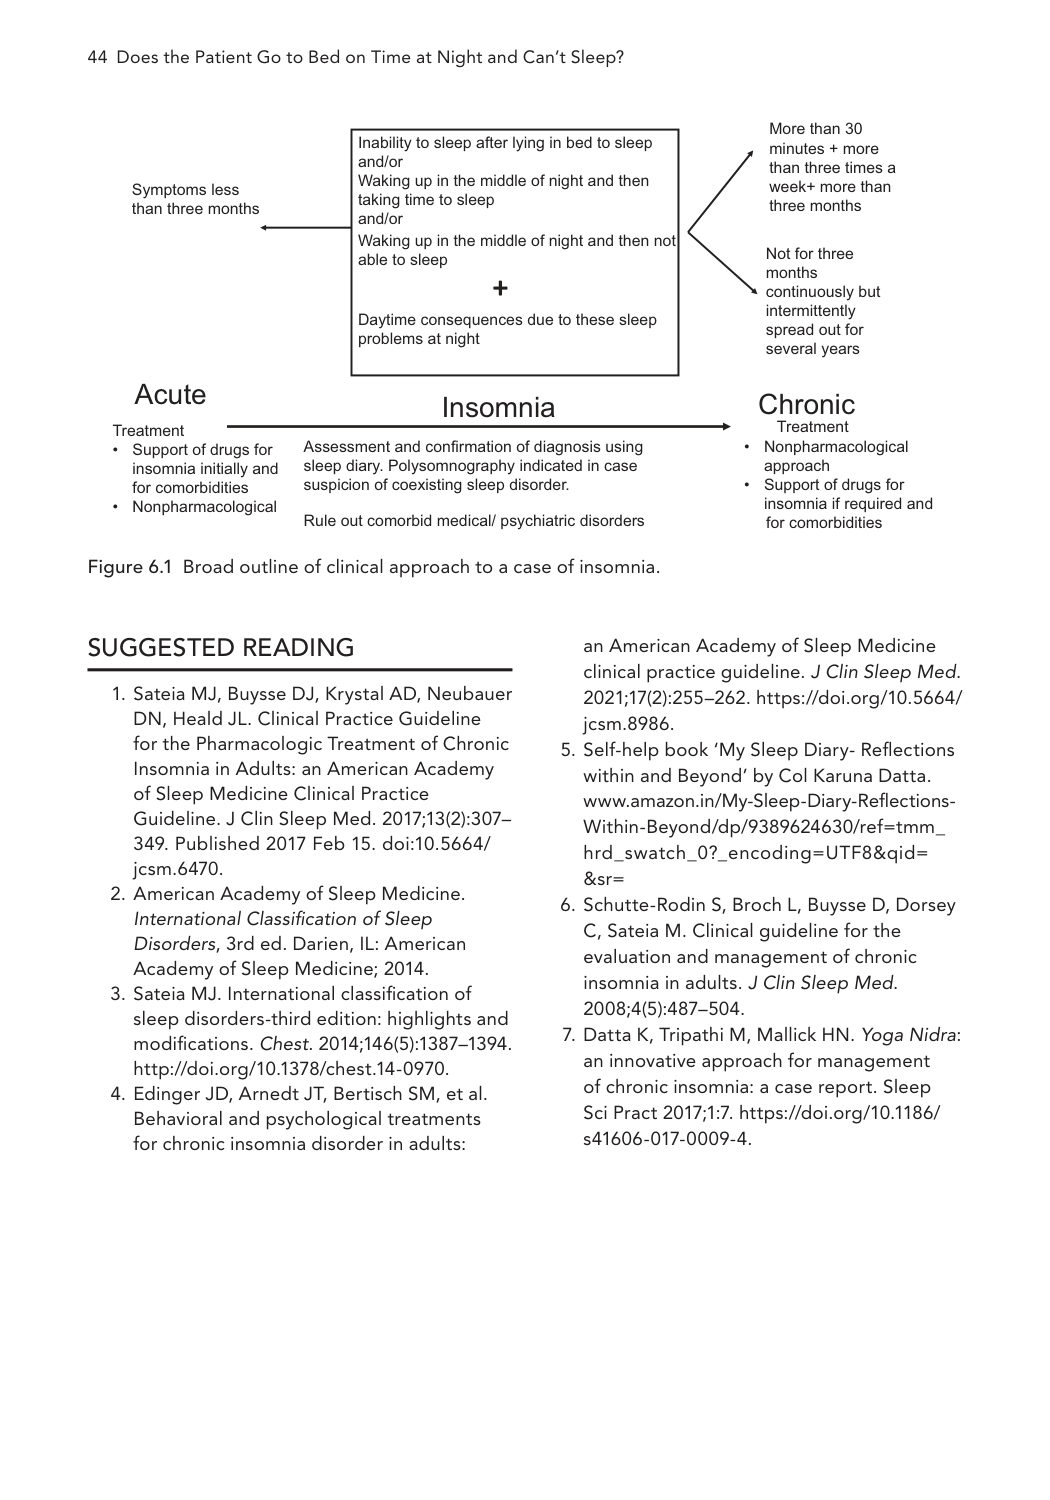 44 Does the Patient Go to Bed on Time at Night and Can’t Sleep?
Symptoms less
than three months
Inability to sleep after lying in bed to sleep
and/or
Waking up in the middle of night and then
taking time to sleep
and/or
Waking up in the middle of night and then not
able to sleep
+
Daytime consequences due to these sleep
problems at night
More than 30
minutes + more
than three times a
week+ more than
three months
Not for three
months
continuously but
intermittently
spread out for
several years
Acute
Insomnia
Chronic
Treatment
• Support of drugs for
insomnia initially and
for comorbidities
• Nonpharmacological
Assessment and confirmation of diagnosis using
sleep diary. Polysomnography indicated in case
suspicion of coexisting sleep disorder.
Rule out comorbid medical/ psychiatric disorders
Treatment
• Nonpharmacological
approach
• Support of drugs for
insomnia if required and
for comorbidities
Figure 6.1 Broad outline of clinical approach to a case of insomnia.
SUGGESTED READING
1. Sateia MJ, Buysse DJ, Krystal AD, Neubauer
DN, Heald JL. Clinical Practice Guideline
for the Pharmacologic Treatment of Chronic
Insomnia in Adults: an American Academy
of Sleep Medicine Clinical Practice
Guideline. J Clin Sleep Med. 2017;13(2):307–
349. Published 2017 Feb 15. doi:10.5664/
jcsm.6470.
2. American Academy of Sleep Medicine.
International Classification of Sleep
Disorders, 3rd ed. Darien, IL: American
Academy of Sleep Medicine; 2014.
3. Sateia MJ. International classification of
sleep disorders-third edition: highlights and
modifications. Chest. 2014;146(5):1387–1394.
http://doi.org/10.1378/chest.14-0970.
4. Edinger JD, Arnedt JT, Bertisch SM, et al.
Behavioral and psychological treatments
for chronic insomnia disorder in adults:
an American Academy of Sleep Medicine
clinical practice guideline. J Clin Sleep Med.
2021;17(2):255–262. https://doi.org/10.5664/
jcsm.8986.
5. Self-help book ‘My Sleep Diary- Reflections
within and Beyond’ by Col Karuna Datta.
www.amazon.in/My-Sleep-Diary-Reflections-
Within-Beyond/dp/9389624630/ref=tmm_
hrd_swatch_0?_encoding=UTF8&qid=
&sr=
6. Schutte-Rodin S, Broch L, Buysse D, Dorsey
C, Sateia M. Clinical guideline for the
evaluation and management of chronic
insomnia in adults. J Clin Sleep Med.
2008;4(5):487–504.
7. Datta K, Tripathi M, Mallick HN. Yoga Nidra:
an innovative approach for management
of chronic insomnia: a case report. Sleep
Sci Pract 2017;1:7. https://doi.org/10.1186/
s41606-017-0009-4.